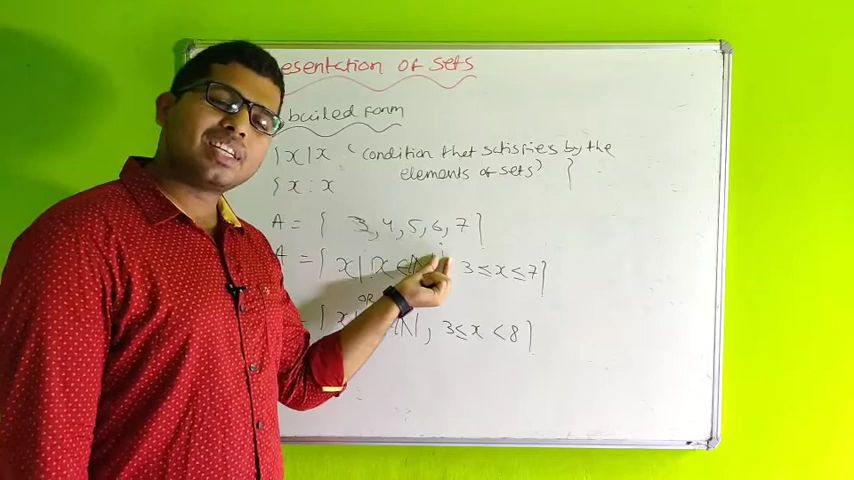 esentation of sets
builed Form
{x|x (condition that satisfies by the
{x : x elements of sets) }
A = { 3, 4, 5, 6, 7}
A = { x| x ∈ N, 3≤x≤7}
OR
= { x N, 3≤x <8}